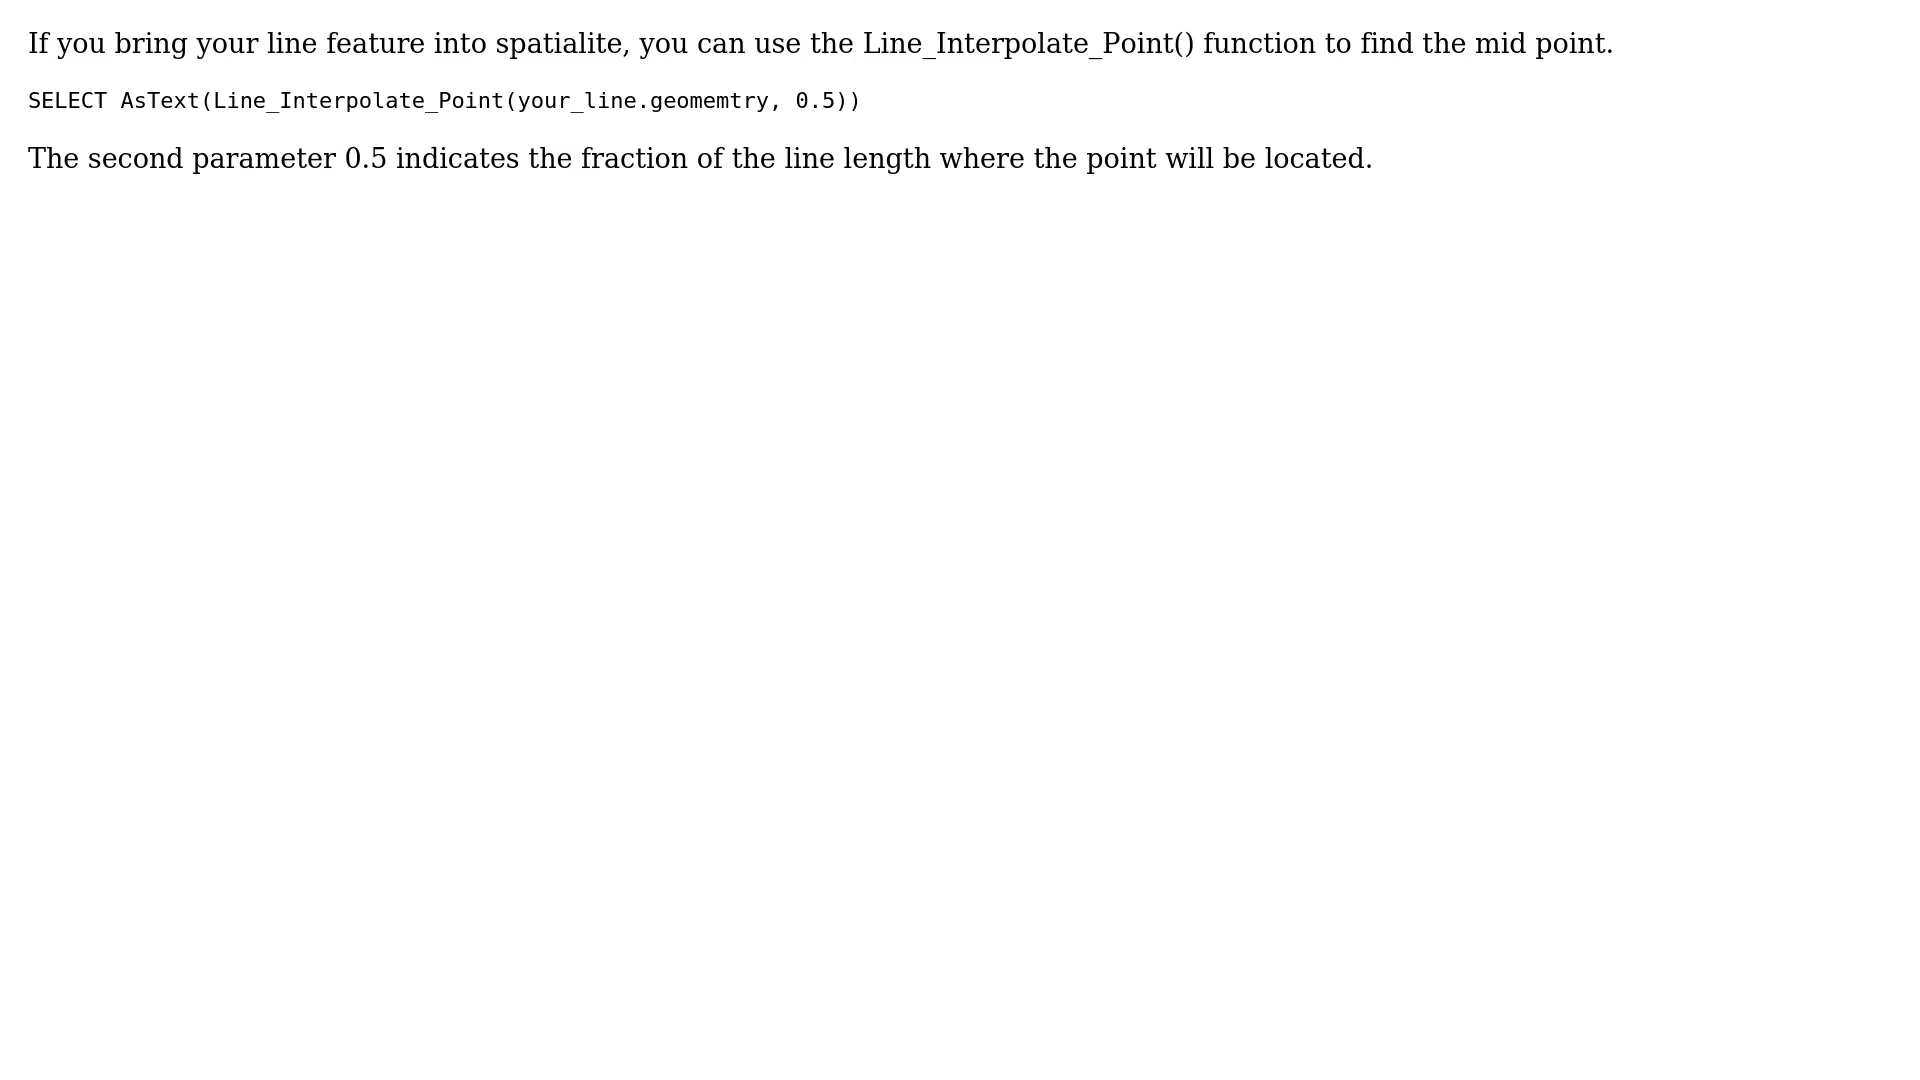 If you bring your line feature into spatialite, you can use the Line_Interpolate_Point() function to find the mid point.
SELECT AsText(Line_Interpolate_Point(your_line.geomemtry, 0.5))
The second parameter 0.5 indicates the fraction of the line length where the point will be located.